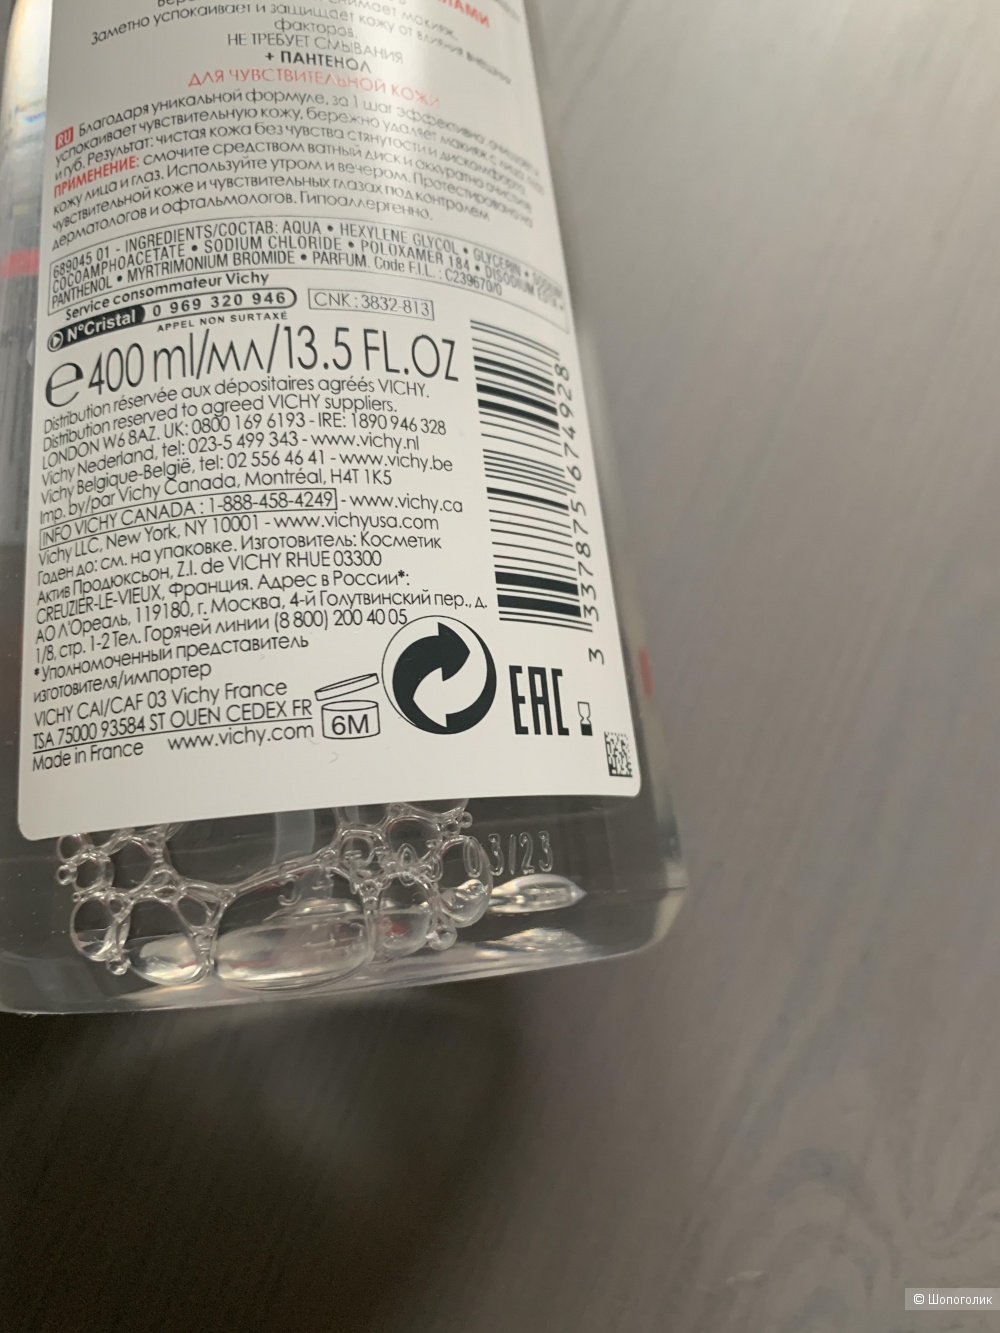 снимает макияж.
Заметно успокаивает и защищает кожу от влияния внешних
факторов.
НЕ ТРЕБУЕТ СМЫВАНИЯ
+ ПАНТЕНОЛ
ДЛЯ ЧУВСТВИТЕЛЬНОЙ КОЖИ
RU Благодаря уникальной формуле, за 1 шаг эффективно очищает и
успокаивает чувствительную кожу, бережно удаляет макияж с лица, глаз
и губ. Результат: чистая кожа без чувства стянутости и дискомфорта.
ПРИМЕНЕНИЕ: смочите средством ватный диск и аккуратно очистите
кожу лица и глаз. Используйте утром и вечером. Протестировано на
чувствительной коже и чувствительных глазах под контролем
дерматологов и офтальмологов. Гипоаллергенно.
689045 01 - INGREDIENTS/СОСТАВ: AQUA • HEXYLENE GLYCOL • GLYCERIN • SODIUM
COCOAMPHOACETATE • SODIUM CHLORIDE • POLOXAMER 184 • DISODIUM EDTA •
PANTHENOL • MYRTRIMONIUM BROMIDE • PARFUM. Code F.I.L. : C239670/0
Service consommateur Vichy
N°Cristal 0 969 320 946 CNK : 3832-813
APPEL NON SURTAXÉ
e 400 ml/мл/13.5 FL.OZ
Distribution réservée aux dépositaires agréés VICHY.
Distribution reserved to agreed VICHY suppliers.
LONDON W6 8AZ. UK: 0800 169 6193 - IRE: 1890 946 328
Vichy Nederland, tel: 023-5 499 343 - www.vichy.nl
Vichy Belgique-België, tel: 02 556 46 41 - www.vichy.be
Imp. by/par Vichy Canada, Montréal, H4T 1K5
INFO VICHY CANADA : 1-888-458-4249 - www.vichy.ca
Vichy LLC, New York, NY 10001 - www.vichyusa.com
Годен до: см. на упаковке. Изготовитель: Косметик
Актив Продюксьон, Z.I. de VICHY RHUE 03300
CREUZIER-LE-VIEUX, Франция. Адрес в России*:
АО Л'Ореаль, 119180, г. Москва, 4-й Голутвинский пер., д.
1/8, стр. 1-2 Тел. Горячей линии (8 800) 200 40 05
*Уполномоченный представитель
изготовителя/импортер
VICHY CAI/CAF 03 Vichy France
TSA 75000 93584 ST OUEN CEDEX FR
Made in France www.vichy.com
6M
EAC
3 337875 674928
03/23
© Шопоголик